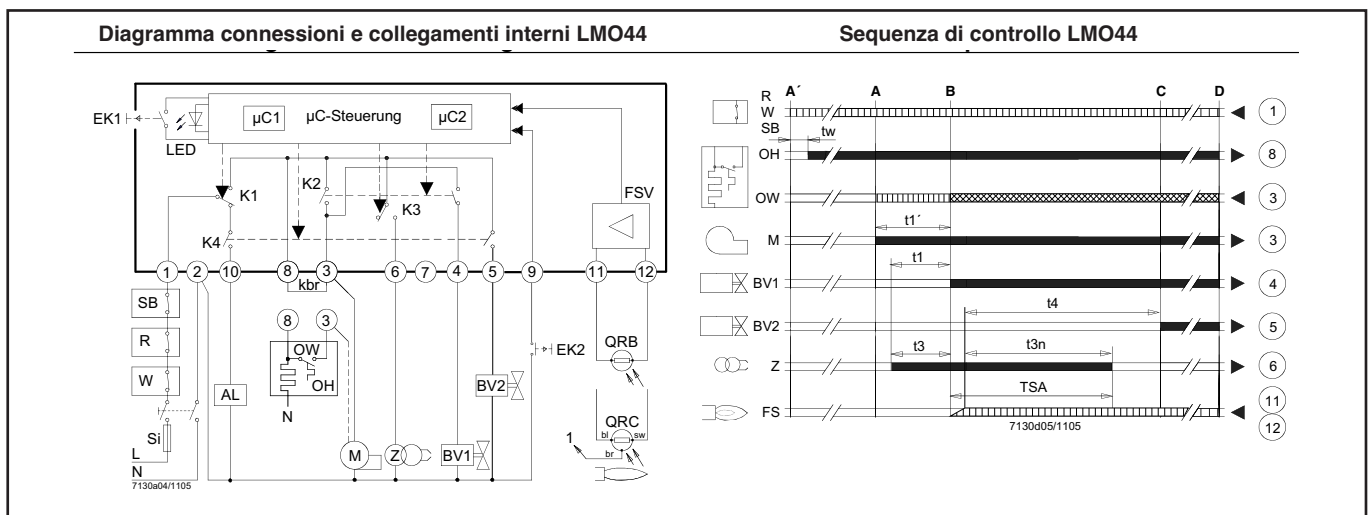 Diagramma connessioni e collegamenti interni LMO44
EK1
LED
µC1
µC-Steuerung
µC2
K1
K2
K3
K4
FSV
1
2
10
8
3
6
7
4
5
9
11
12
kbr
SB
R
W
Si
L
N
7130a04/1105
AL
8
3
OW
OH
N
M
Z
BV1
BV2
EK2
QRB
QRC
bl
sw
br
1
Sequenza di controllo LMO44
A´
A
B
C
D
R
W
SB
1
tw
OH
8
OW
3
t1´
M
3
t1
BV1
4
t4
BV2
5
t3
t3n
Z
6
TSA
FS
11
12
7130d05/1105